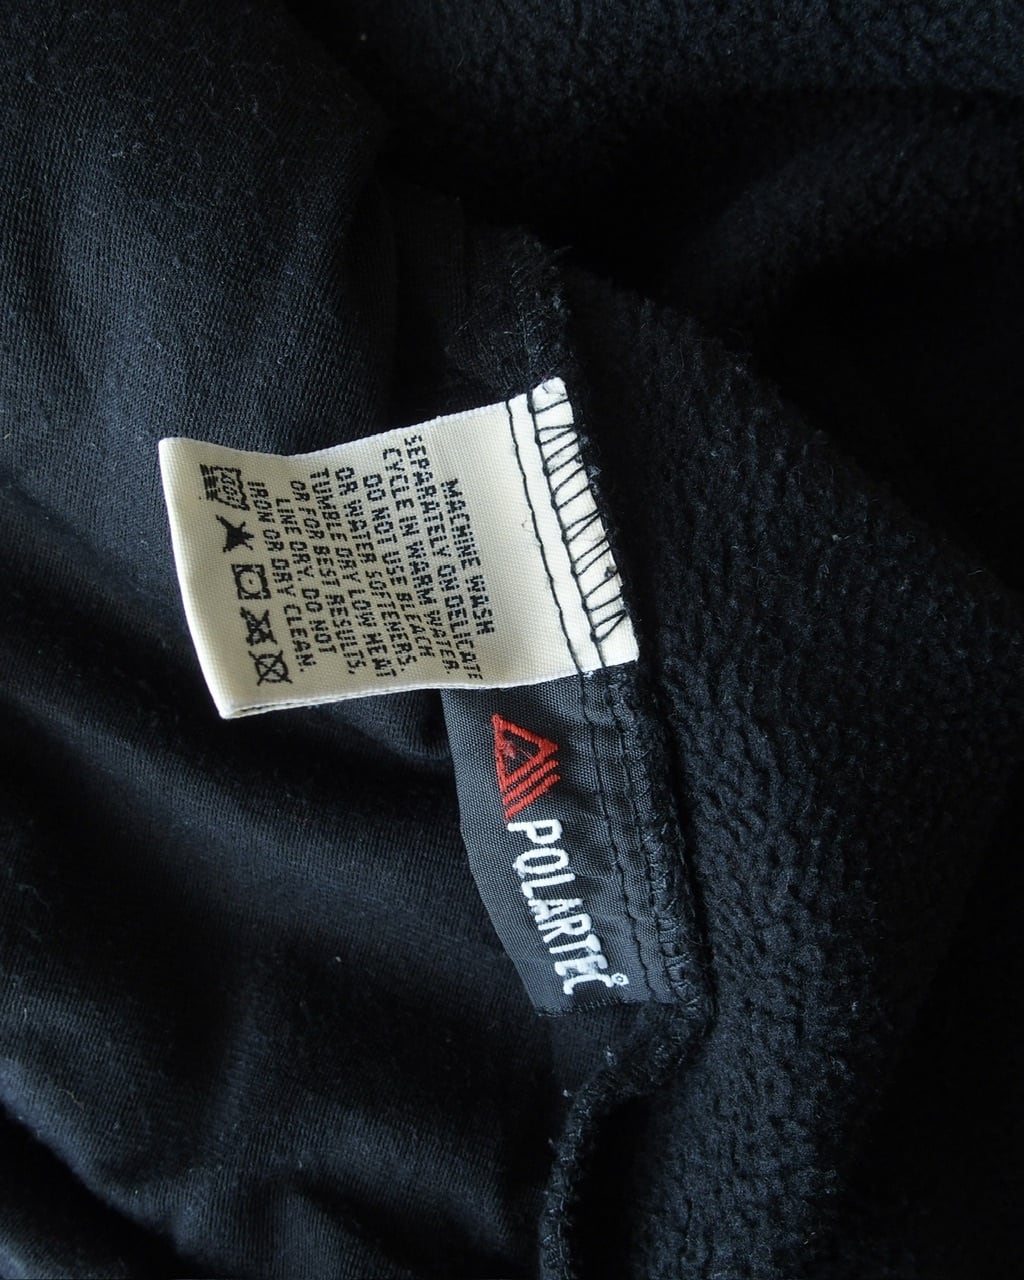 MACHINE WASH
SEPARATELY ON DELICATE
CYCLE IN WARM WATER.
DO NOT USE BLEACH
OR WATER SOFTENERS.
TUMBLE DRY LOW HEAT
OR FOR BEST RESULTS,
LINE DRY. DO NOT
IRON OR DRY CLEAN.
POLARTEC®